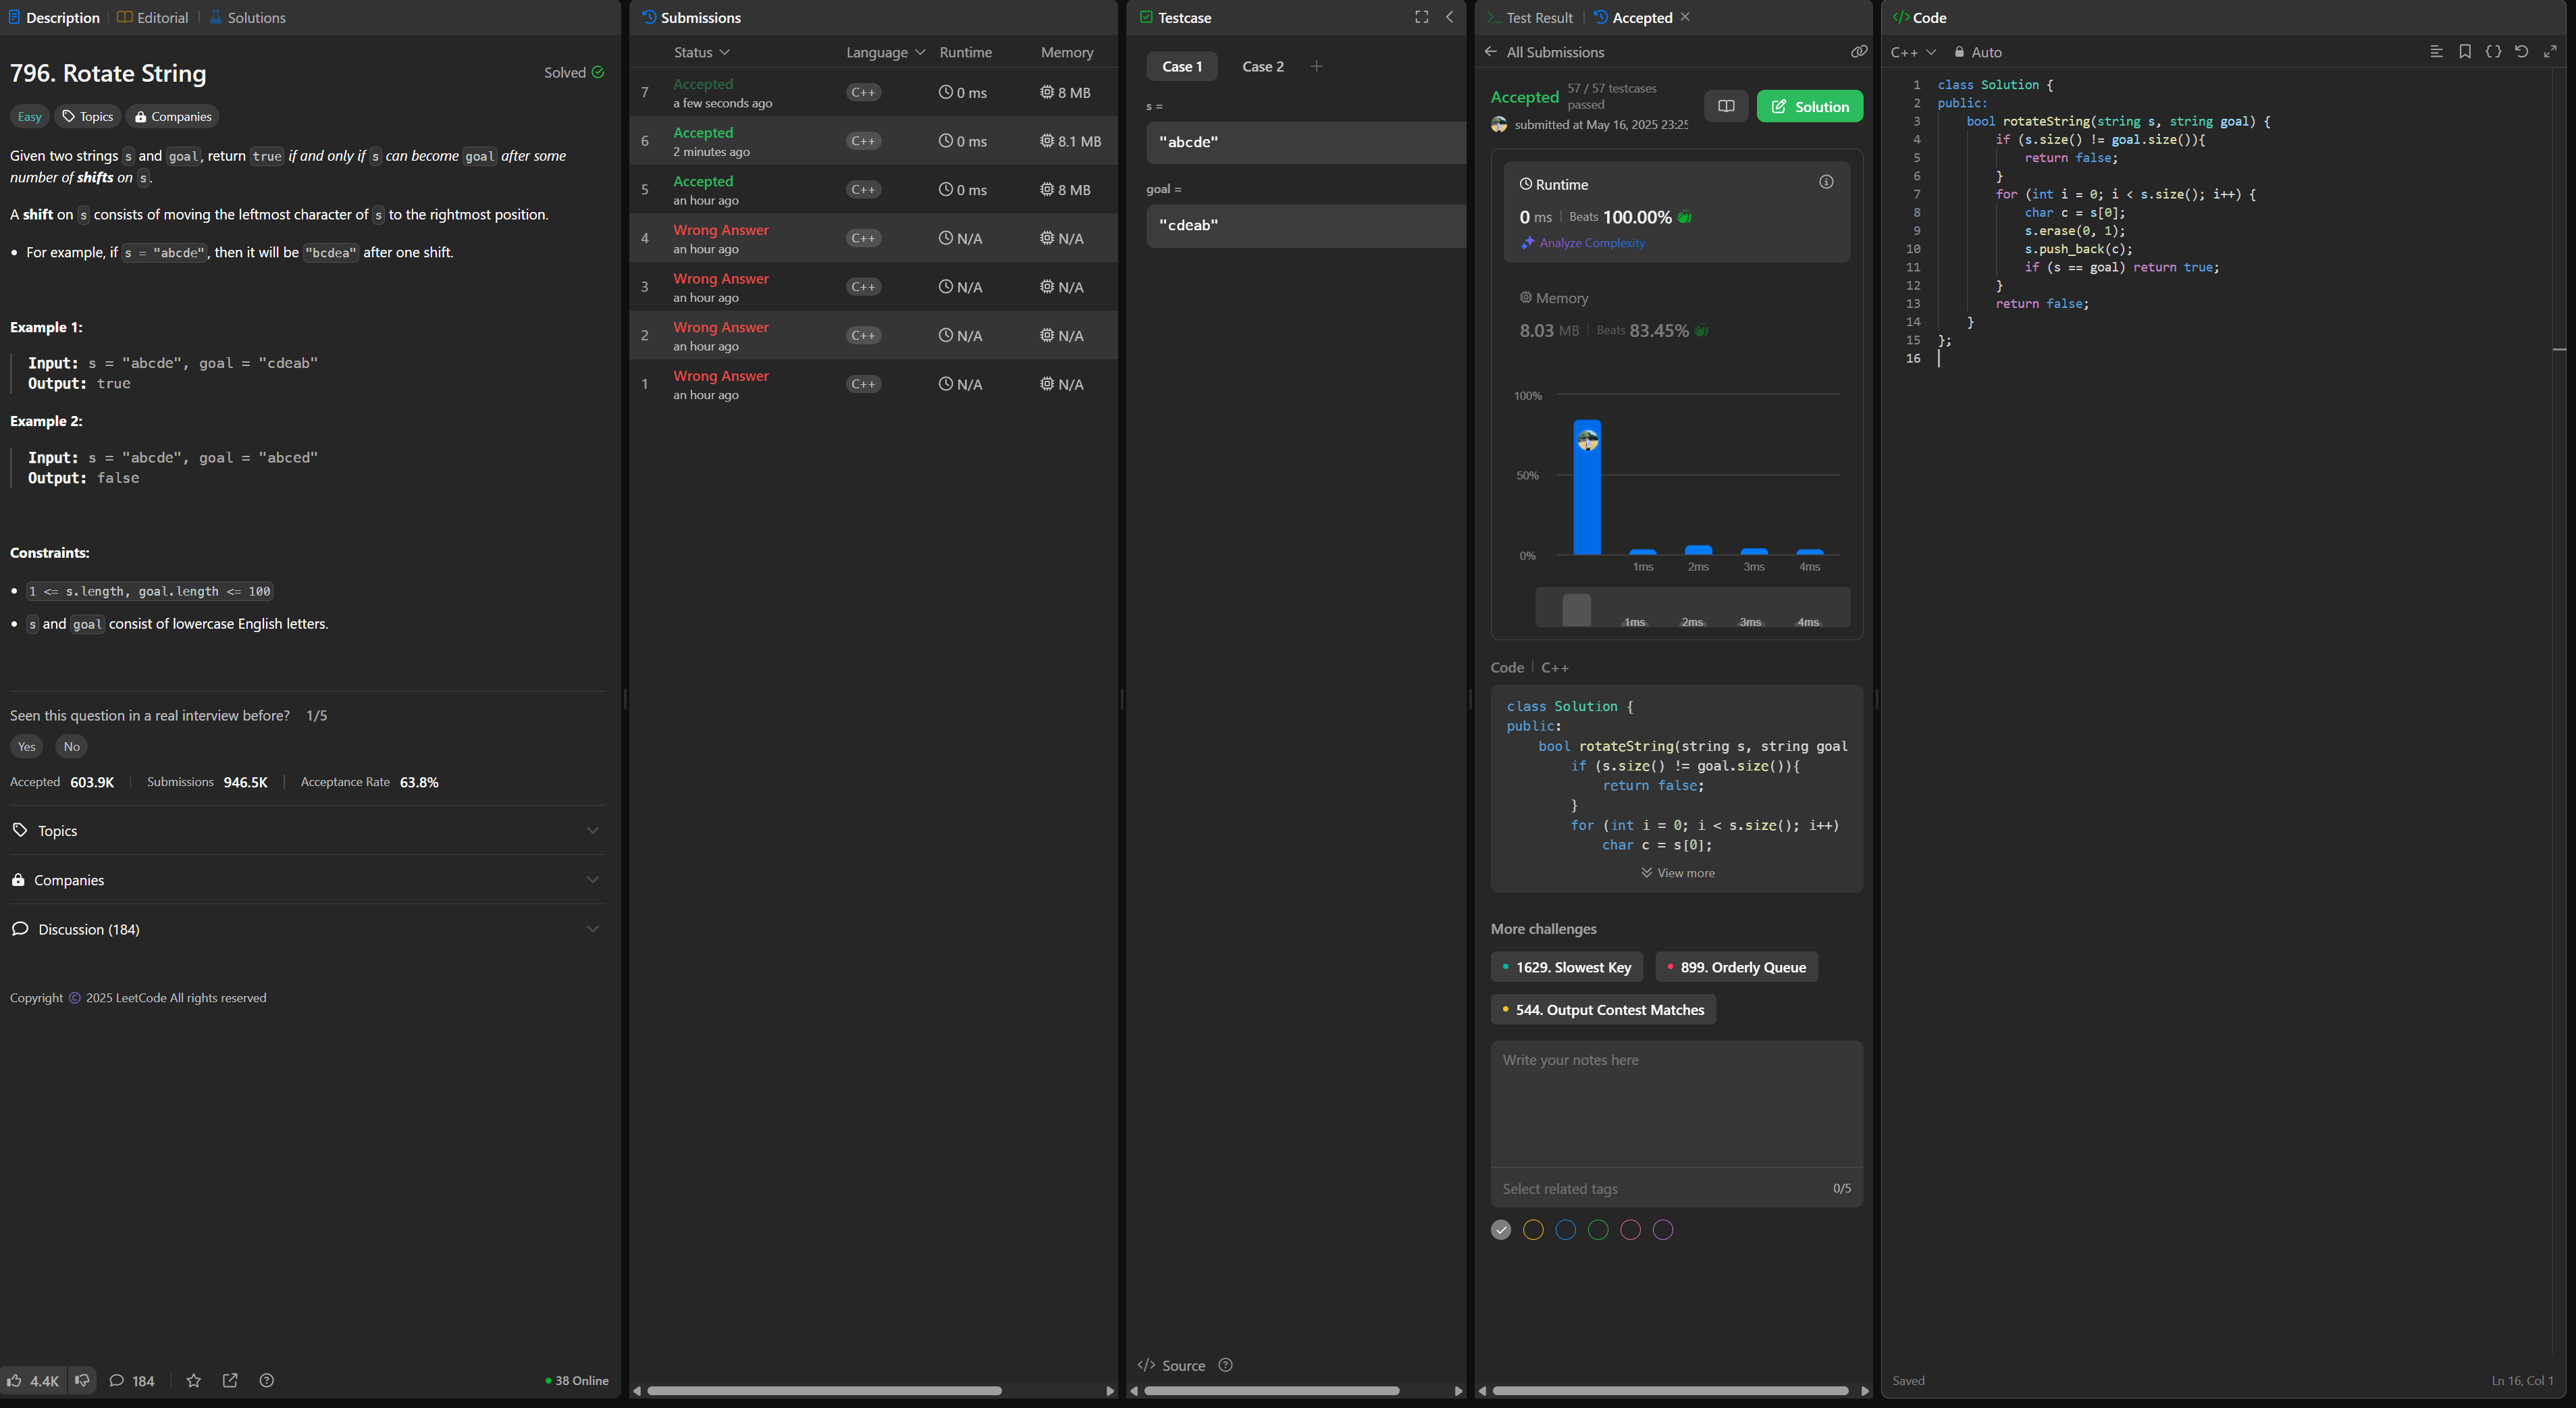 Description
Editorial
Solutions
796. Rotate String
Solved
Easy
Topics
Companies
Given two strings s and goal, return true if and only if s can become goal after some
number of shifts on s.
A shift on s consists of moving the leftmost character of s to the rightmost position.
• For example, if s = "abcde", then it will be "bcdea" after one shift.
Example 1:
Input: s = "abcde", goal = "cdeab"
Output: true
Example 2:
Input: s = "abcde", goal = "abced"
Output: false
Constraints:
• 1 <= s.length, goal.length <= 100
• s and goal consist of lowercase English letters.
Seen this question in a real interview before? 1/5
Yes
No
Accepted 603.9K
Submissions 946.5K
Acceptance Rate 63.8%
Topics
Companies
Discussion (184)
Copyright © 2025 LeetCode All rights reserved
4.4K
184
38 Online
Submissions
Status Language Runtime Memory
7 Accepted C++ 0 ms 8 MB
a few seconds ago
6 Accepted C++ 0 ms 8.1 MB
2 minutes ago
5 Accepted C++ 0 ms 8 MB
an hour ago
4 Wrong Answer C++ N/A N/A
an hour ago
3 Wrong Answer C++ N/A N/A
an hour ago
2 Wrong Answer C++ N/A N/A
an hour ago
1 Wrong Answer C++ N/A N/A
an hour ago
Testcase
Case 1
Case 2
s =
"abcde"
goal =
"cdeab"
Source
Test Result
Accepted
All Submissions
Accepted 57 / 57 testcases
passed
submitted at May 16, 2025 23:25
Solution
Runtime
0 ms Beats 100.00%
Analyze Complexity
Memory
8.03 MB Beats 83.45%
100%
50%
0%
1ms 2ms 3ms 4ms
1ms 2ms 3ms 4ms
Code C++
class Solution {
public:
bool rotateString(string s, string goal
if (s.size() != goal.size()){
return false;
}
for (int i = 0; i < s.size(); i++)
char c = s[0];
View more
More challenges
1629. Slowest Key
899. Orderly Queue
544. Output Contest Matches
Write your notes here
Select related tags 0/5
Code
C++ Auto
1 class Solution {
2 public:
3 bool rotateString(string s, string goal) {
4 if (s.size() != goal.size()){
5 return false;
6 }
7 for (int i = 0; i < s.size(); i++) {
8 char c = s[0];
9 s.erase(0, 1);
10 s.push_back(c);
11 if (s == goal) return true;
12 }
13 return false;
14 }
15 };
16
Saved
Ln 16, Col 1